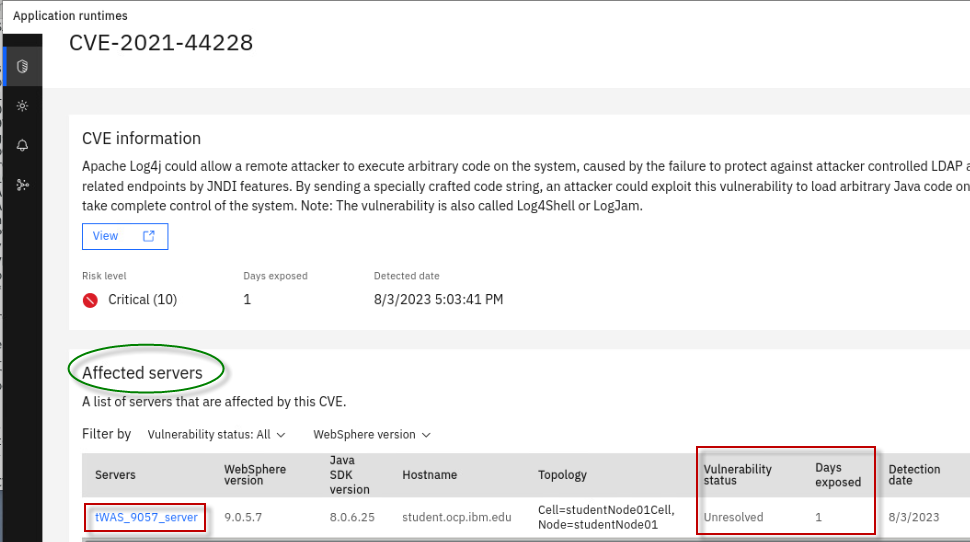 Application runtimes
CVE-2021-44228
CVE information
Apache Log4j could allow a remote attacker to execute arbitrary code on the system, caused by the failure to protect against attacker controlled LDAP a
related endpoints by JNDI features. By sending a specially crafted code string, an attacker could exploit this vulnerability to load arbitrary Java code on
take complete control of the system. Note: The vulnerability is also called Log4Shell or LogJam.
View
Risk level Days exposed Detected date
Critical (10) 1 8/3/2023 5:03:41 PM
Affected servers
A list of servers that are affected by this CVE.
Filter by Vulnerability status: All WebSphere version
Servers WebSphere version Java SDK version Hostname Topology Vulnerability status Days exposed Detection date
tWAS_9057_server 9.0.5.7 8.0.6.25 student.ocp.ibm.edu Cell=studentNode01Cell, Node=studentNode01 Unresolved 1 8/3/2023